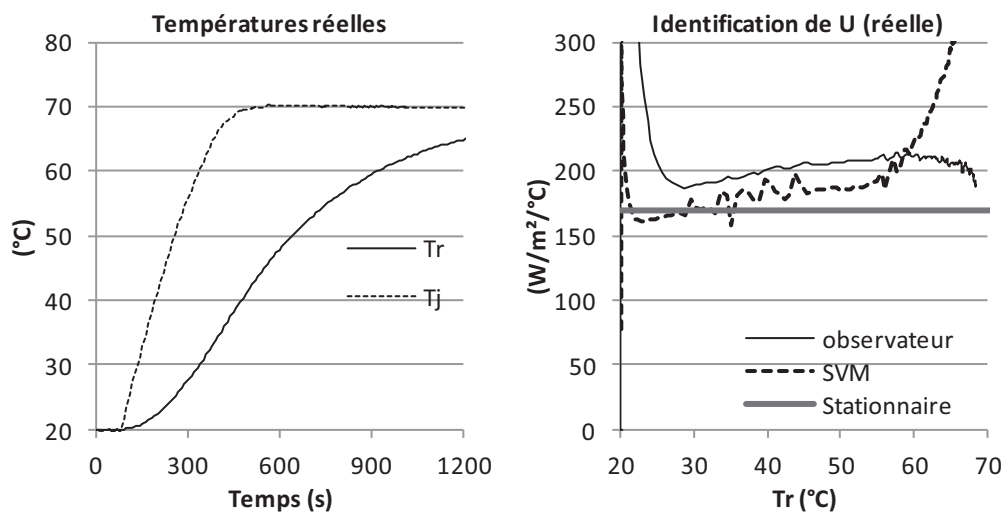 Températures réelles
80
70
60
50
40
30
20
(°C)
0 300 600 900 1200
Temps (s)
Tr
Tj
Identification de U (réelle)
300
250
200
150
100
50
0
(W/m²/°C)
20 30 40 50 60 70
Tr (°C)
observateur
SVM
Stationnaire